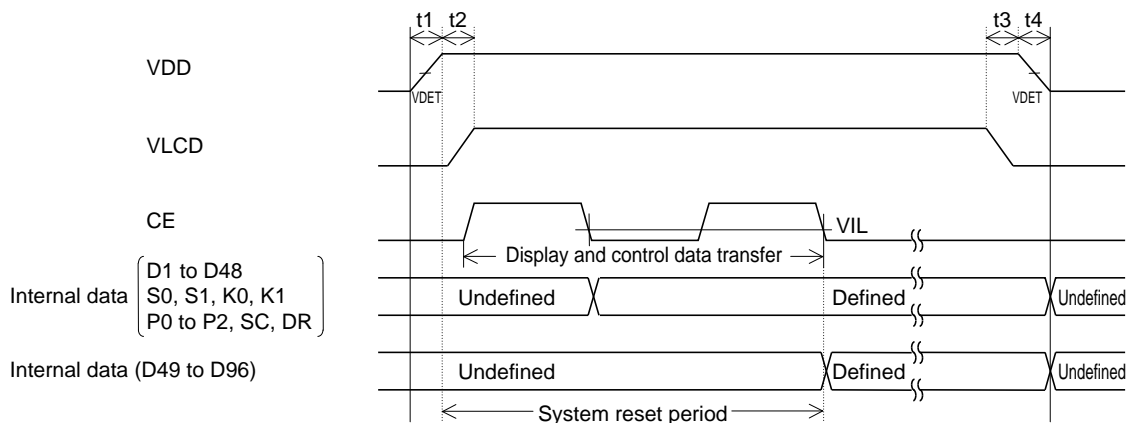 t1 t2 t3 t4
VDD
VDET VDET
VLCD
CE
VIL
Display and control data transfer
Internal data
D1 to D48
S0, S1, K0, K1
P0 to P2, SC, DR
Undefined Defined Undefined
Internal data (D49 to D96)
Undefined Defined Undefined
System reset period